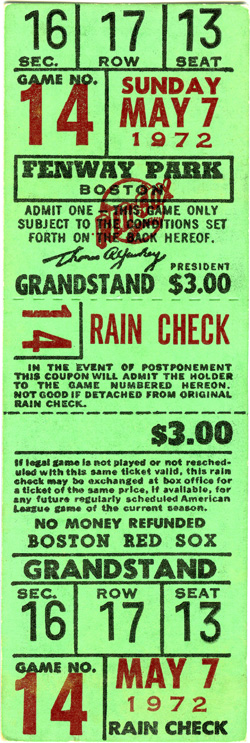 16 17 13
SEC. ROW SEAT
GAME NO.
14
SUNDAY
MAY 7
1972
FENWAY PARK
BOSTON
ADMIT ONE — THIS GAME ONLY
SUBJECT TO THE CONDITIONS SET
FORTH ON THE BACK HEREOF.
Thomas A. Yawkey
PRESIDENT
GRANDSTAND $3.00
14 RAIN CHECK
IN THE EVENT OF POSTPONEMENT
THIS COUPON WILL ADMIT THE HOLDER
TO THE GAME NUMBERED HEREON.
NOT GOOD IF DETACHED FROM ORIGINAL
RAIN CHECK.
$3.00
If legal game is not played or not resched-
uled with this same ticket valid, this rain
check may be exchanged at box office for
a ticket of the same price, if available, for
any future regularly scheduled American
League game of the current season.
NO MONEY REFUNDED
BOSTON RED SOX
GRANDSTAND
SEC. ROW SEAT
16 17 13
GAME NO.
14
MAY 7
1972
RAIN CHECK